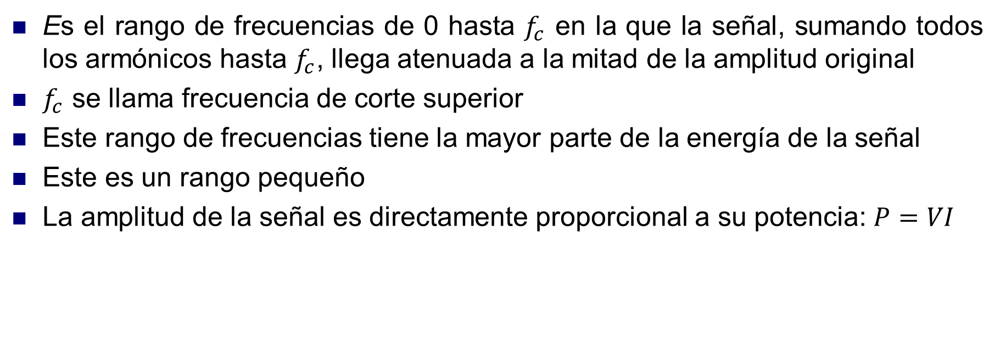 ■ Es el rango de frecuencias de 0 hasta f_c en la que la señal, sumando todos
los armónicos hasta f_c, llega atenuada a la mitad de la amplitud original
■ f_c se llama frecuencia de corte superior
■ Este rango de frecuencias tiene la mayor parte de la energía de la señal
■ Este es un rango pequeño
■ La amplitud de la señal es directamente proporcional a su potencia: P = VI